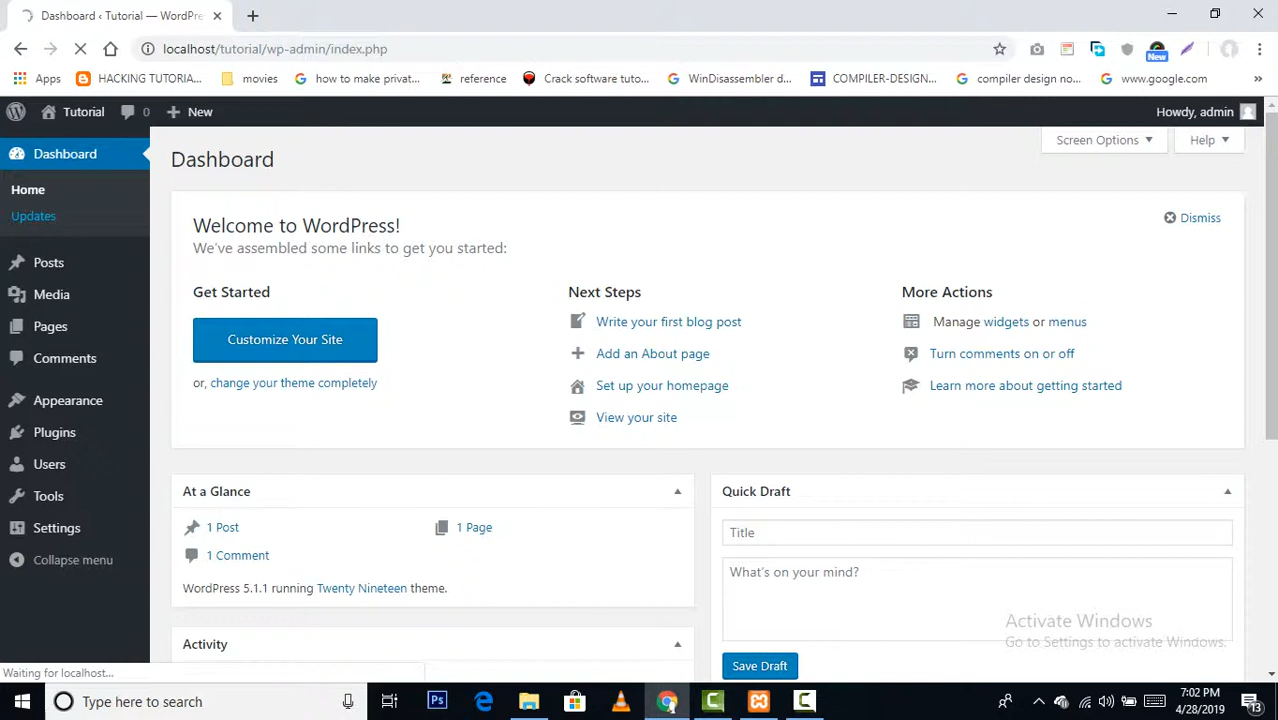 Dashboard ‹ Tutorial — WordPre
localhost/tutorial/wp-admin/index.php
New
Apps
HACKING TUTORIA...
movies
how to make privat...
reference
Crack software tuto...
WinDisassembler d...
COMPILER-DESIGN...
compiler design no...
www.google.com
»
Tutorial
0
New
Howdy, admin
Dashboard
Home
Updates
Posts
Media
Pages
Comments
Appearance
Plugins
Users
Tools
Settings
Collapse menu
Screen Options
Help
Dashboard
Welcome to WordPress!
We've assembled some links to get you started:
Dismiss
Get Started
Customize Your Site
or, change your theme completely
Next Steps
Write your first blog post
Add an About page
Set up your homepage
View your site
More Actions
Manage widgets or menus
Turn comments on or off
Learn more about getting started
At a Glance
1 Post
1 Page
1 Comment
WordPress 5.1.1 running Twenty Nineteen theme.
Activity
Quick Draft
Title
What's on your mind?
Save Draft
Activate Windows
Go to Settings to activate Windows.
Waiting for localhost...
Type here to search
Ps
7:02 PM
4/28/2019
13